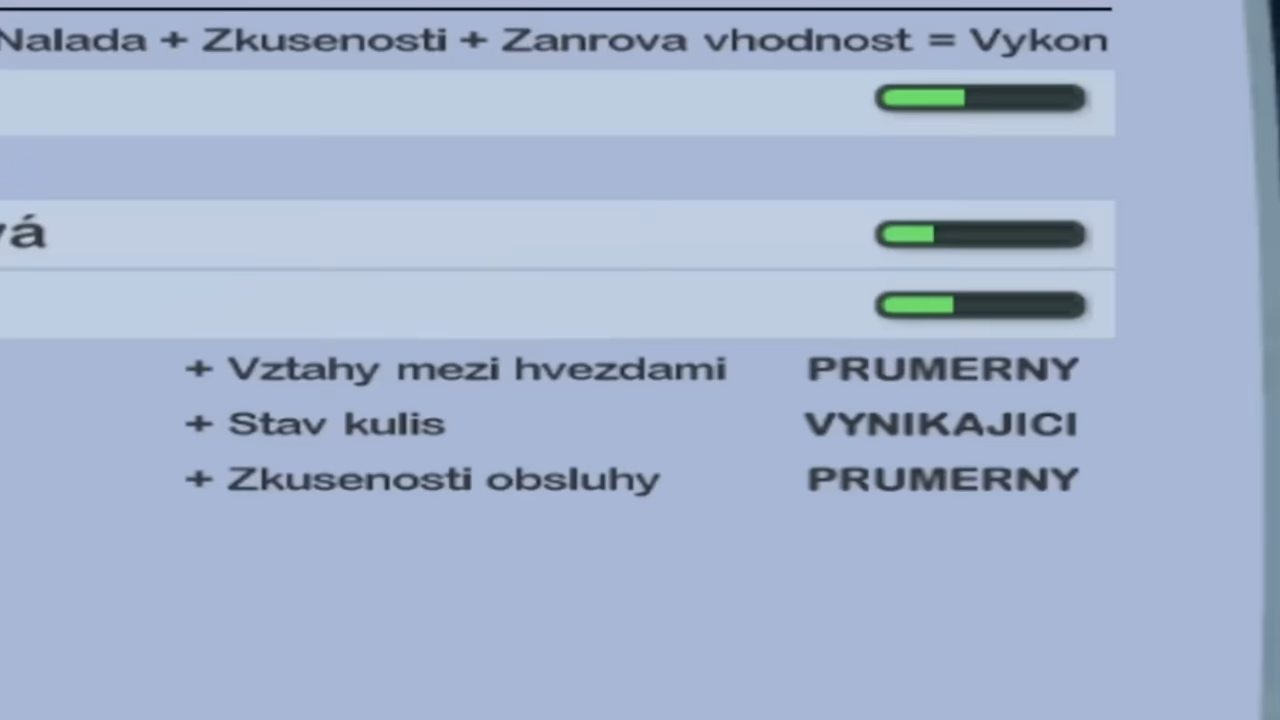 Nalada + Zkusenosti + Zanrova vhodnost = Vykon
vá
+ Vztahy mezi hvezdami PRUMERNY
+ Stav kulis VYNIKAJICI
+ Zkusenosti obsluhy PRUMERNY